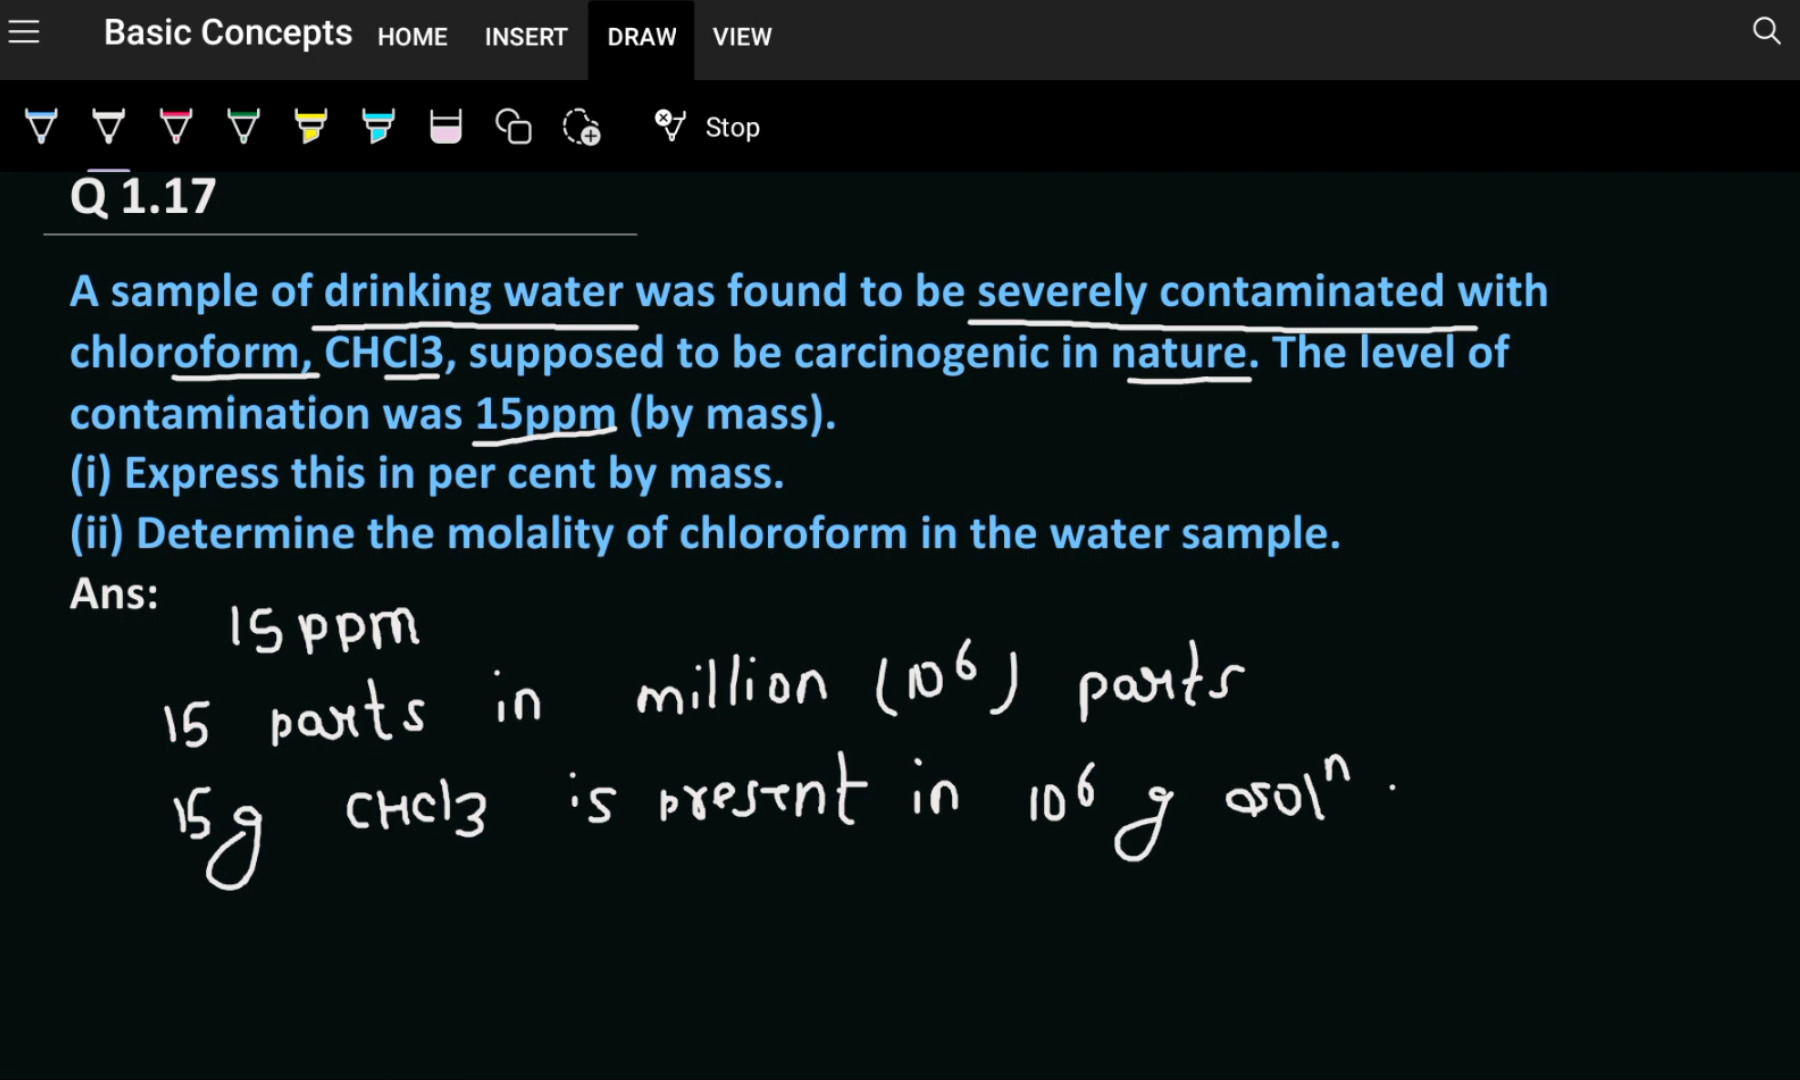 Basic Concepts HOME INSERT DRAW VIEW
Stop
Q 1.17
A sample of drinking water was found to be severely contaminated with
chloroform, CHCl3, supposed to be carcinogenic in nature. The level of
contamination was 15ppm (by mass).
(i) Express this in per cent by mass.
(ii) Determine the molality of chloroform in the water sample.
Ans:
15 ppm
15 parts in million (10⁶) parts
15g CHCl3 is present in 10⁶ g solⁿ.